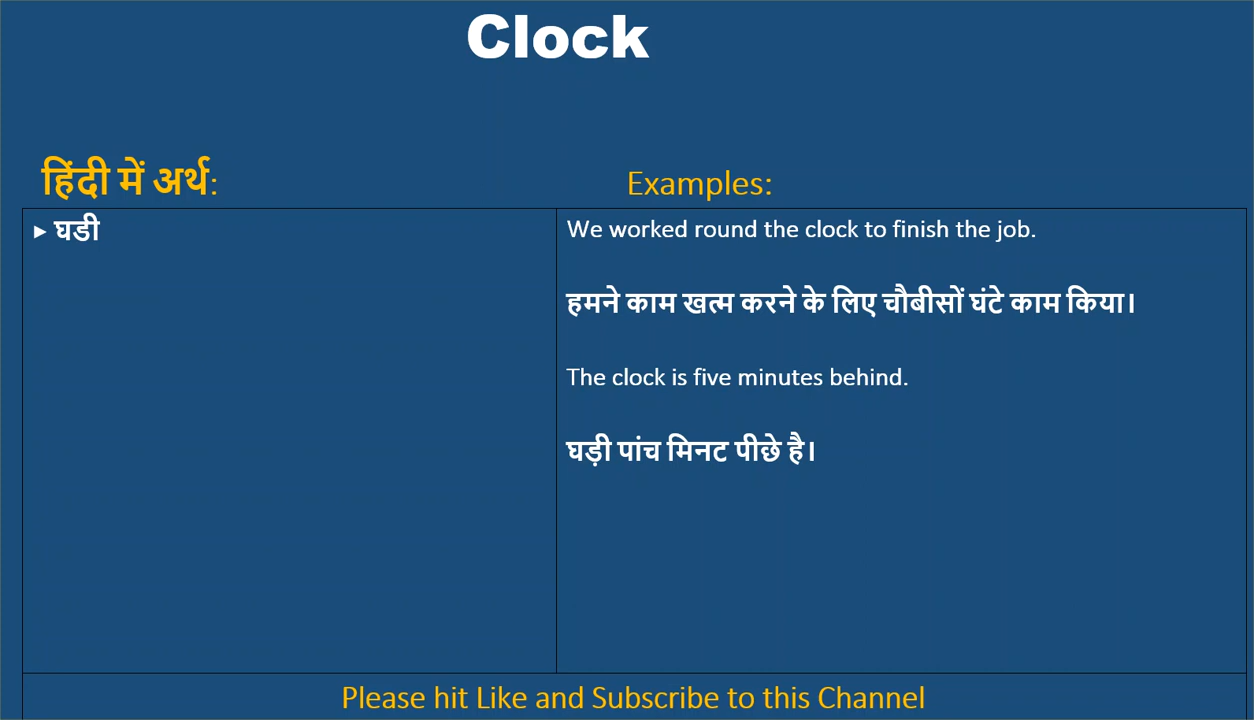 Clock
हिंदी में अर्थ:
Examples:
▸ घडी
We worked round the clock to finish the job.
हमने काम खत्म करने के लिए चौबीसों घंटे काम किया।
The clock is five minutes behind.
घड़ी पांच मिनट पीछे है।
Please hit Like and Subscribe to this Channel